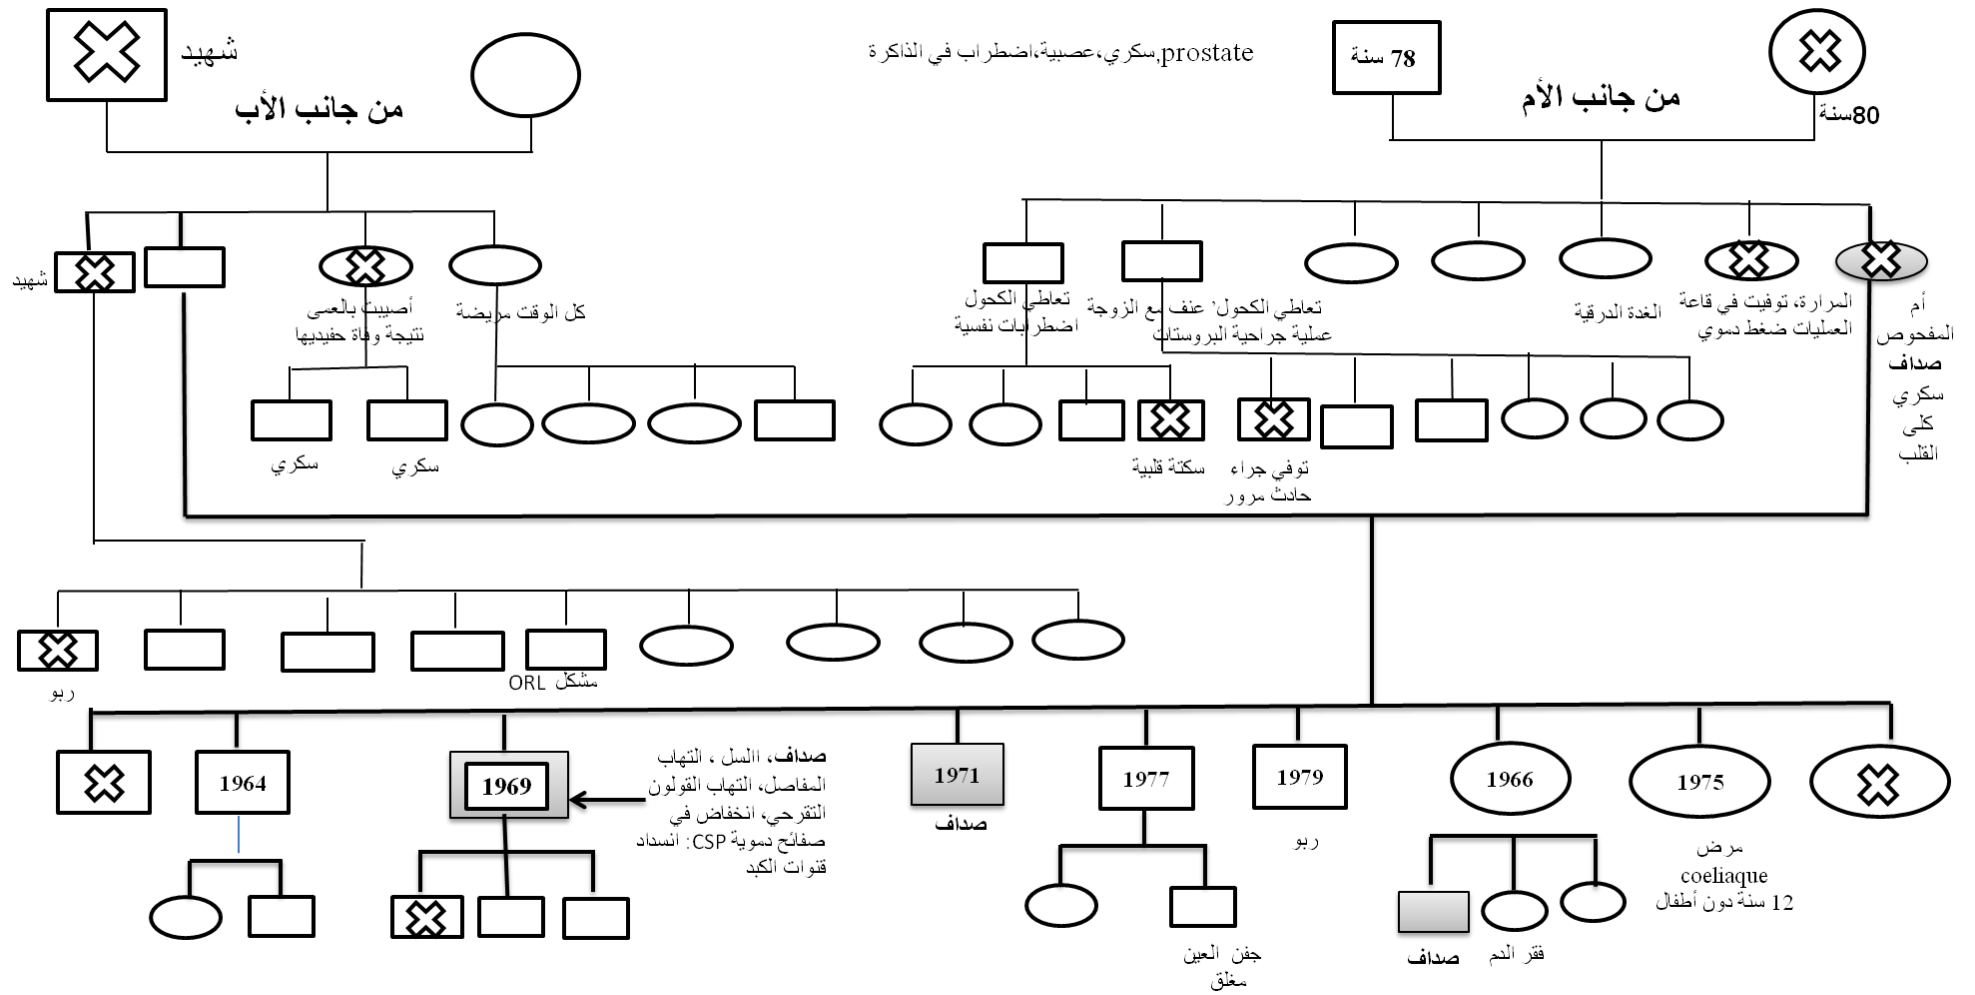 شهيد
من جانب الأب
prostate,سكري،عصبية،اضطراب في الذاكرة
78 سنة
من جانب الأم
80سنة
شهيد
أصيبت بالعمى
نتيجة وفاة حفيديها
كل الوقت مريضة
تعاطي الكحول
اضطرابات نفسية
تعاطي الكحول' عنف مع الزوجة
عملية جراحية البروستات
الغدة الدرقية
المرارة، توفيت في قاعة
العمليات ضغط دموي
أم
المفحوص
صداف
سكري
كلى
القلب
سكري
سكري
سكتة قلبية
توفي جراء
حادث مرور
ربو
مشكل ORL
1964
1969
صداف، االسل ، التهاب
المفاصل، التهاب القولون
التقرحي، انخفاض في
صفائح دموية CSP: انسداد
قنوات الكبد
1971
صداف
1977
1979
ربو
1966
1975
مرض
coeliaque
12 سنة دون أطفال
جفن العين
مغلق
صداف
فقر الدم